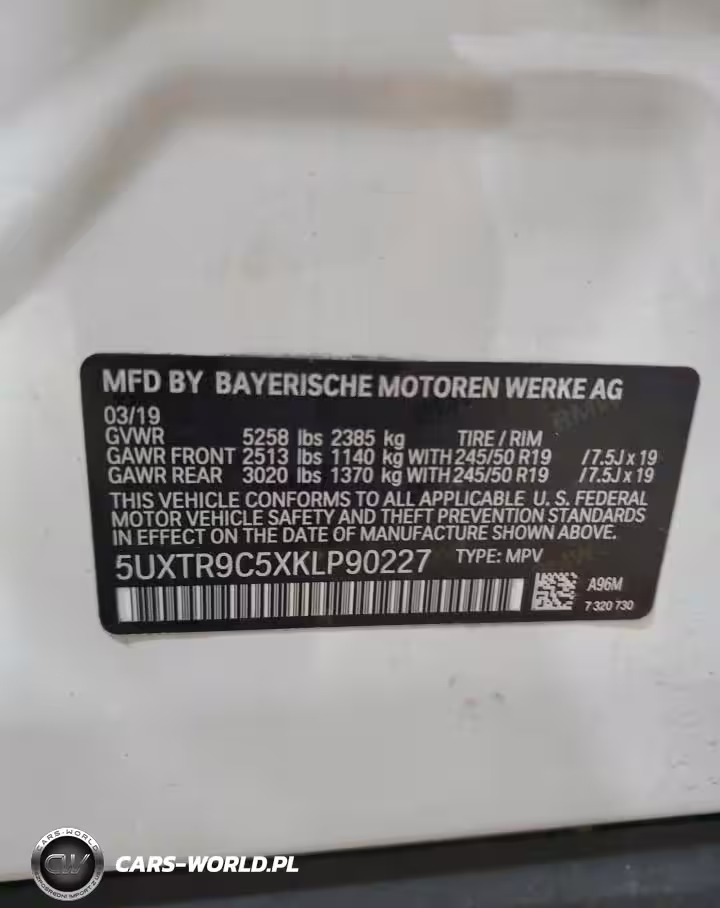 MFD BY BAYERISCHE MOTOREN WERKE AG
03/19
GVWR 5258 lbs 2385 kg TIRE / RIM
GAWR FRONT 2513 lbs 1140 kg WITH 245/50 R19 /7.5J x 19
GAWR REAR 3020 lbs 1370 kg WITH 245/50 R19 /7.5J x 19
THIS VEHICLE CONFORMS TO ALL APPLICABLE U. S. FEDERAL
MOTOR VEHICLE SAFETY AND THEFT PREVENTION STANDARDS
IN EFFECT ON THE DATE OF MANUFACTURE SHOWN ABOVE.
5UXTR9C5XKLP90227 TYPE: MPV
A96M
7 320 730
CARS-WORLD
CW
CARS-WORLD.PL